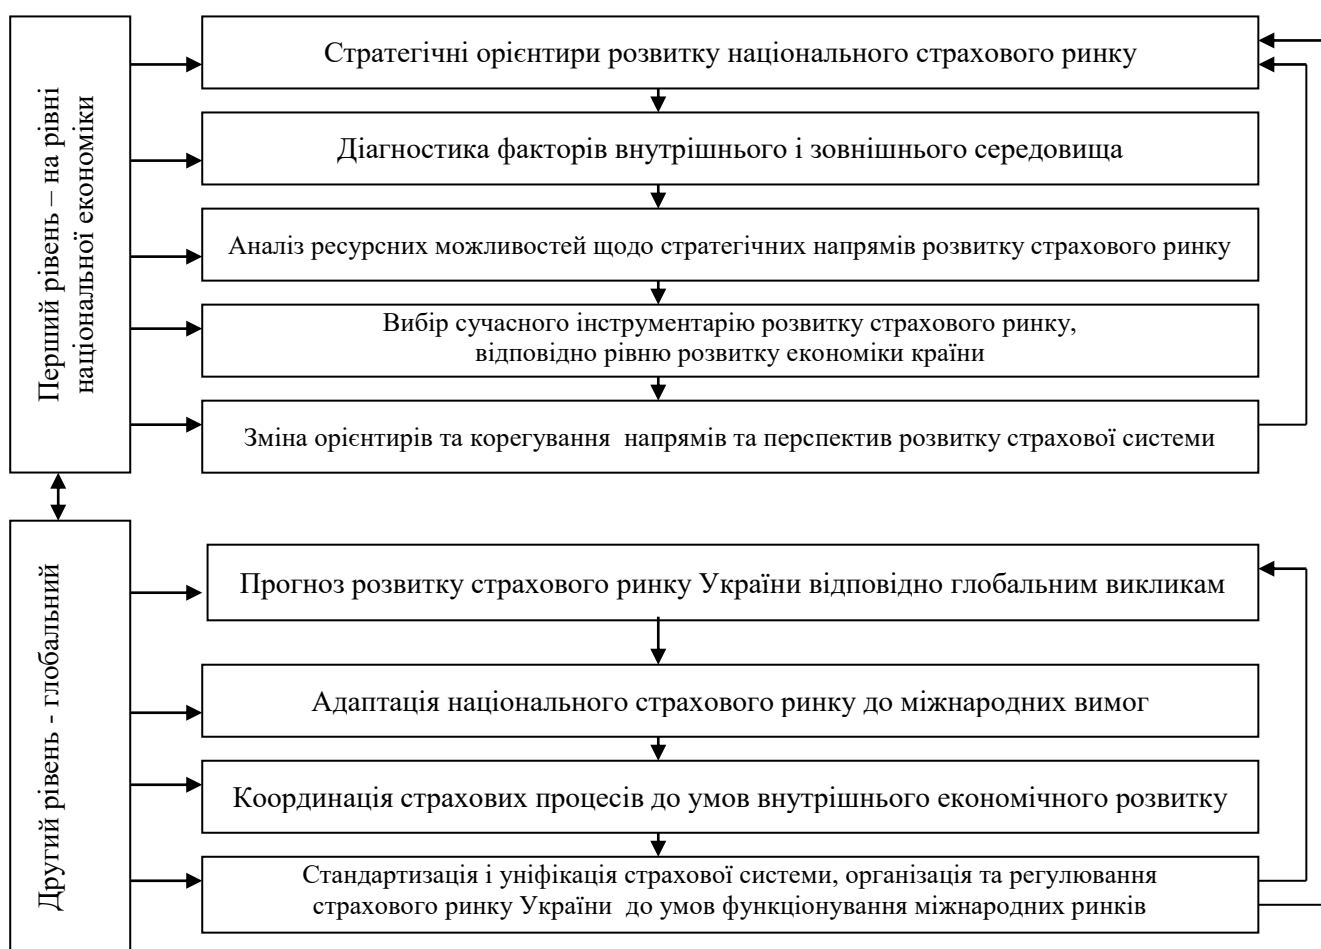 Перший рівень – на рівні
національної економіки
Стратегічні орієнтири розвитку національного страхового ринку
Діагностика факторів внутрішнього і зовнішнього середовища
Аналіз ресурсних можливостей щодо стратегічних напрямів розвитку страхового ринку
Вибір сучасного інструментарію розвитку страхового ринку,
відповідно рівню розвитку економіки країни
Зміна орієнтирів та корегування напрямів та перспектив розвитку страхової системи
Другий рівень - глобальний
Прогноз розвитку страхового ринку України відповідно глобальним викликам
Адаптація національного страхового ринку до міжнародних вимог
Координація страхових процесів до умов внутрішнього економічного розвитку
Стандартизація і уніфікація страхової системи, організація та регулювання
страхового ринку України до умов функціонування міжнародних ринків